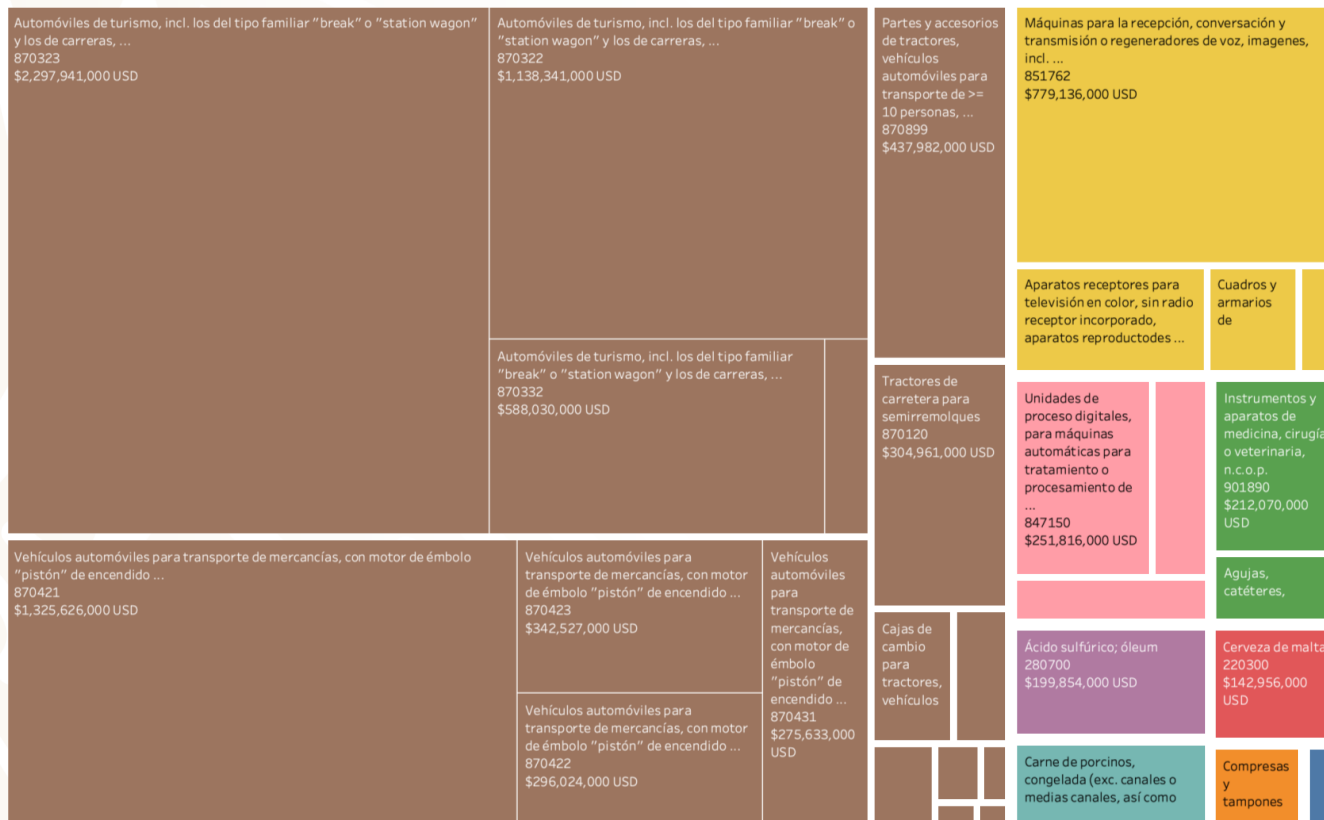 Automóviles de turismo, incl. los del tipo familiar "break" o "station wagon"
y los de carreras, ...
870323
$2,297,941,000 USD
Automóviles de turismo, incl. los del tipo familiar "break" o
"station wagon" y los de carreras, ...
870322
$1,138,341,000 USD
Automóviles de turismo, incl. los del tipo familiar
"break" o "station wagon" y los de carreras, ...
870332
$588,030,000 USD
Vehículos automóviles para transporte de mercancías, con motor de émbolo
"pistón" de encendido ...
870421
$1,325,626,000 USD
Vehículos automóviles para
transporte de mercancías, con motor
de émbolo "pistón" de encendido ...
870423
$342,527,000 USD
Vehículos automóviles para
transporte de mercancías, con motor
de émbolo "pistón" de encendido ...
870422
$296,024,000 USD
Vehículos
automóviles
para
transporte de
mercancías,
con motor de
émbolo
"pistón" de
encendido ...
870431
$275,633,000
USD
Partes y accesorios
de tractores,
vehículos
automóviles para
transporte de >=
10 personas, ...
870899
$437,982,000 USD
Tractores de
carretera para
semirremolques
870120
$304,961,000 USD
Cajas de
cambio
para
tractores,
vehículos
Máquinas para la recepción, conversación y
transmisión o regeneradores de voz, imagenes,
incl. ...
851762
$779,136,000 USD
Aparatos receptores para
televisión en color, sin radio
receptor incorporado,
aparatos reproductodes ...
Cuadros y
armarios
de
Unidades de
proceso digitales,
para máquinas
automáticas para
tratamiento o
procesamiento de
...
847150
$251,816,000 USD
Instrumentos y
aparatos de
medicina, cirugía
o veterinaria,
n.c.o.p.
901890
$212,070,000
USD
Agujas,
catéteres,
Ácido sulfúrico; óleum
280700
$199,854,000 USD
Cerveza de malta
220300
$142,956,000
USD
Carne de porcinos,
congelada (exc. canales o
medias canales, así como
Compresas
y
tampones